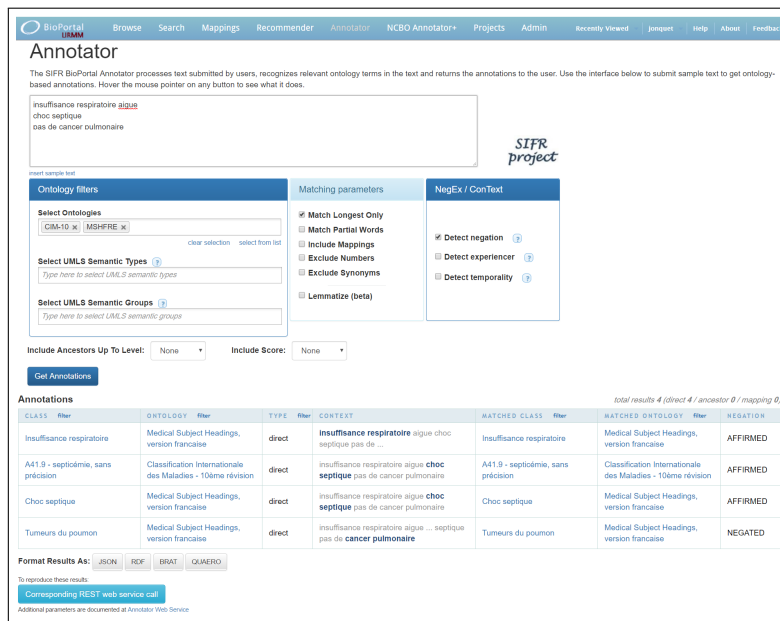 BioPortal Browse Search Mappings Recommender Annotator NCBO Annotator+ Projects Admin Recently Viewed jonquet Help About Feedbac
LIRMM
Annotator
The SIFR BioPortal Annotator processes text submitted by users, recognizes relevant ontology terms in the text and returns the annotations to the user. Use the interface below to submit sample text to get ontology-
based annotations. Hover the mouse pointer on any button to see what it does.
insuffisance respiratoire aigue
choc septique
pas de cancer pulmonaire
SIFR
project
insert sample text
Ontology filters
Select Ontologies
CIM-10 × MSHFRE ×
clear selection select from list
Select UMLS Semantic Types ?
Type here to select UMLS semantic types
Select UMLS Semantic Groups ?
Type here to select UMLS semantic groups
Matching parameters
Match Longest Only
Match Partial Words
Include Mappings
Exclude Numbers
Exclude Synonyms
Lemmatize (beta)
NegEx / ConText
Detect negation ?
Detect experiencer ?
Detect temporality ?
Include Ancestors Up To Level: None Include Score: None
Get Annotations
Annotations total results 4 (direct 4 / ancestor 0 / mapping 0)
CLASS filter ONTOLOGY filter TYPE filter CONTEXT MATCHED CLASS filter MATCHED ONTOLOGY filter NEGATION
Insuffisance respiratoire Medical Subject Headings, direct insuffisance respiratoire aigue choc Insuffisance respiratoire Medical Subject Headings, AFFIRMED
version francaise septique pas de ... version francaise
A41.9 - septicémie, sans Classification Internationale direct insuffisance respiratoire aigue choc A41.9 - septicémie, sans Classification Internationale AFFIRMED
précision des Maladies - 10ème révision septique pas de cancer pulmonaire précision des Maladies - 10ème révision
Choc septique Medical Subject Headings, direct insuffisance respiratoire aigue choc Choc septique Medical Subject Headings, AFFIRMED
version francaise septique pas de cancer pulmonaire version francaise
Tumeurs du poumon Medical Subject Headings, direct insuffisance respiratoire aigue ... septique Tumeurs du poumon Medical Subject Headings, NEGATED
version francaise pas de cancer pulmonaire version francaise
Format Results As: JSON RDF BRAT QUAERO
To reproduce these results:
Corresponding REST web service call
Additional parameters are documented at Annotator Web Service